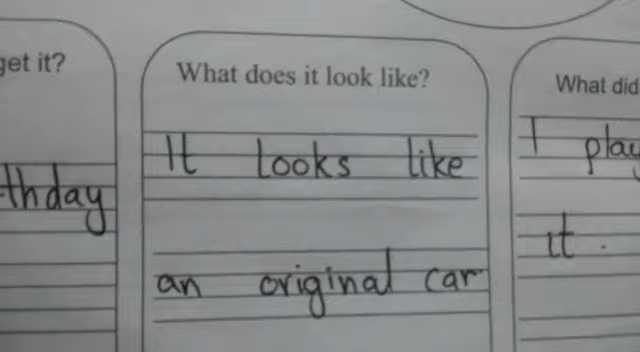 get it?
thday
What does it look like?
It looks like
an original car
What did
I play
it.